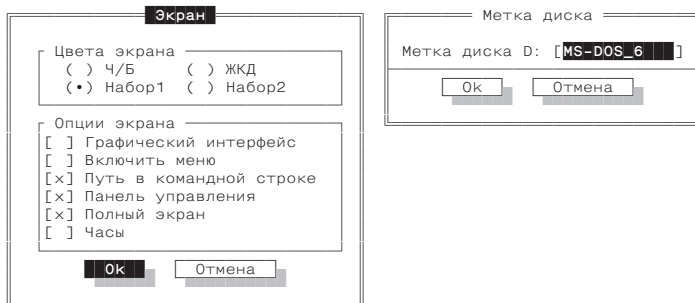 Экран
Цвета экрана
( ) Ч/Б ( ) ЖКД
(•) Набор1 ( ) Набор2
Опции экрана
[ ] Графический интерфейс
[ ] Включить меню
[x] Путь в командной строке
[x] Панель управления
[x] Полный экран
[ ] Часы
Ok Отмена
Метка диска
Метка диска D: [MS-DOS_6 ]
Ok Отмена